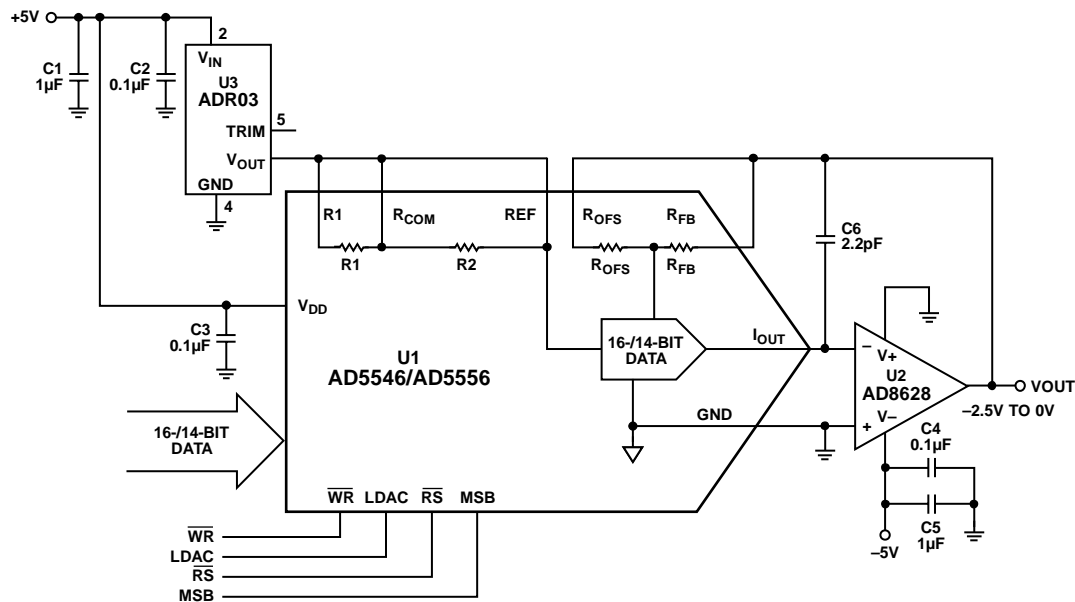 +5V
2
C1
1µF
C2
0.1µF
VIN
U3
ADR03
5
TRIM
VOUT
GND
4
R1
RCOM
REF
ROFS
RFB
R1
R2
ROFS
RFB
C6
2.2pF
VDD
C3
0.1µF
U1
AD5546/AD5556
16-/14-BIT
DATA
IOUT
–
V+
U2
AD8628
V–
+
VOUT
–2.5V TO 0V
GND
C4
0.1µF
C5
1µF
–5V
16-/14-BIT
DATA
WR LDAC RS MSB
WR
LDAC
RS
MSB